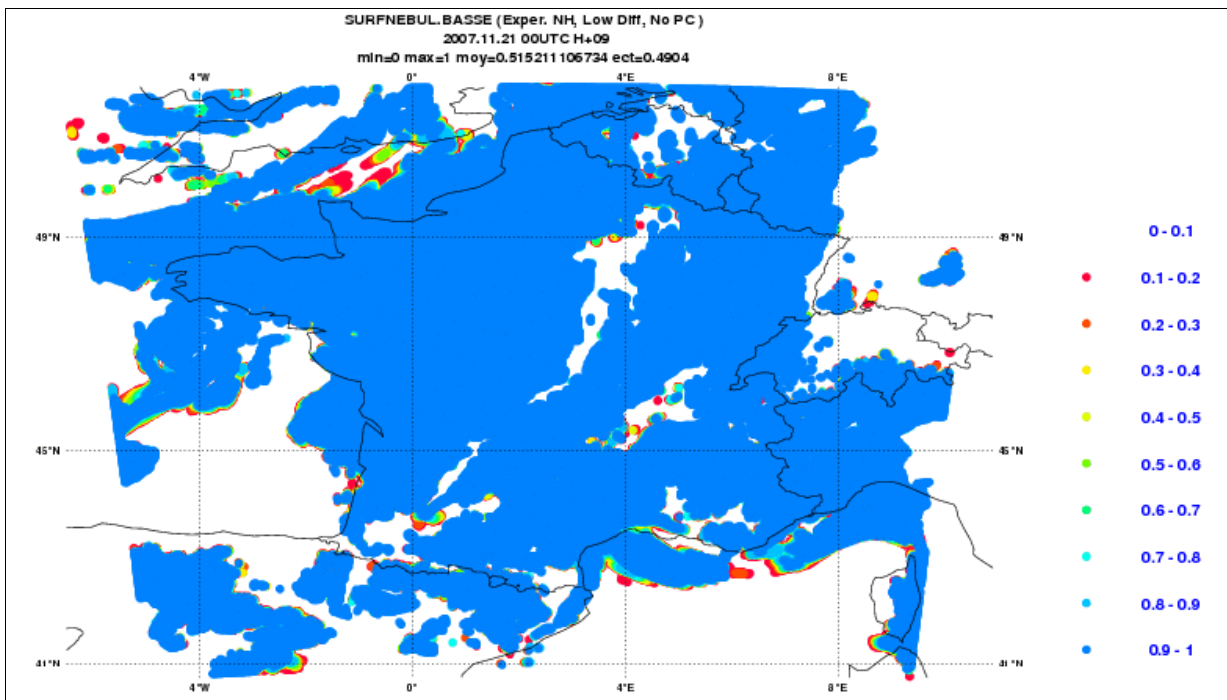 SURFNEBUL.BASSE (Exper. NH, Low Diff, No PC )
2007.11.21 00UTC H+09
min=0 max=1 moy=0.515211106734 ect=0.4904
4°W 0° 4°E 8°E
49°N 49°N
0 - 0.1
0.1 - 0.2
0.2 - 0.3
0.3 - 0.4
0.4 - 0.5
45°N 45°N
0.5 - 0.6
0.6 - 0.7
0.7 - 0.8
0.8 - 0.9
0.9 - 1
41°N 41°N
4°W 0° 4°E 8°E